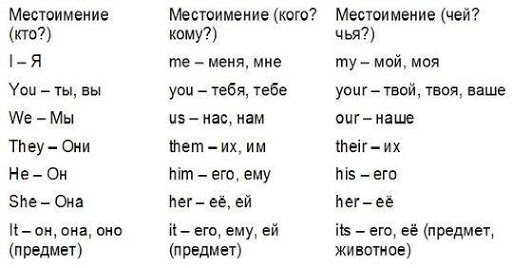 Местоимение (кто?) Местоимение (кого? кому?) Местоимение (чей? чья?)
I – Я me – меня, мне my – мой, моя
You – ты, вы you – тебя, тебе your – твой, твоя, ваше
We – Мы us – нас, нам our – наше
They – Они them – их, им their – их
He – Он him – его, ему his – его
She – Она her – её, ей her – её
It – он, она, оно (предмет) it – его, ему, ей (предмет) its – его, её (предмет, животное)